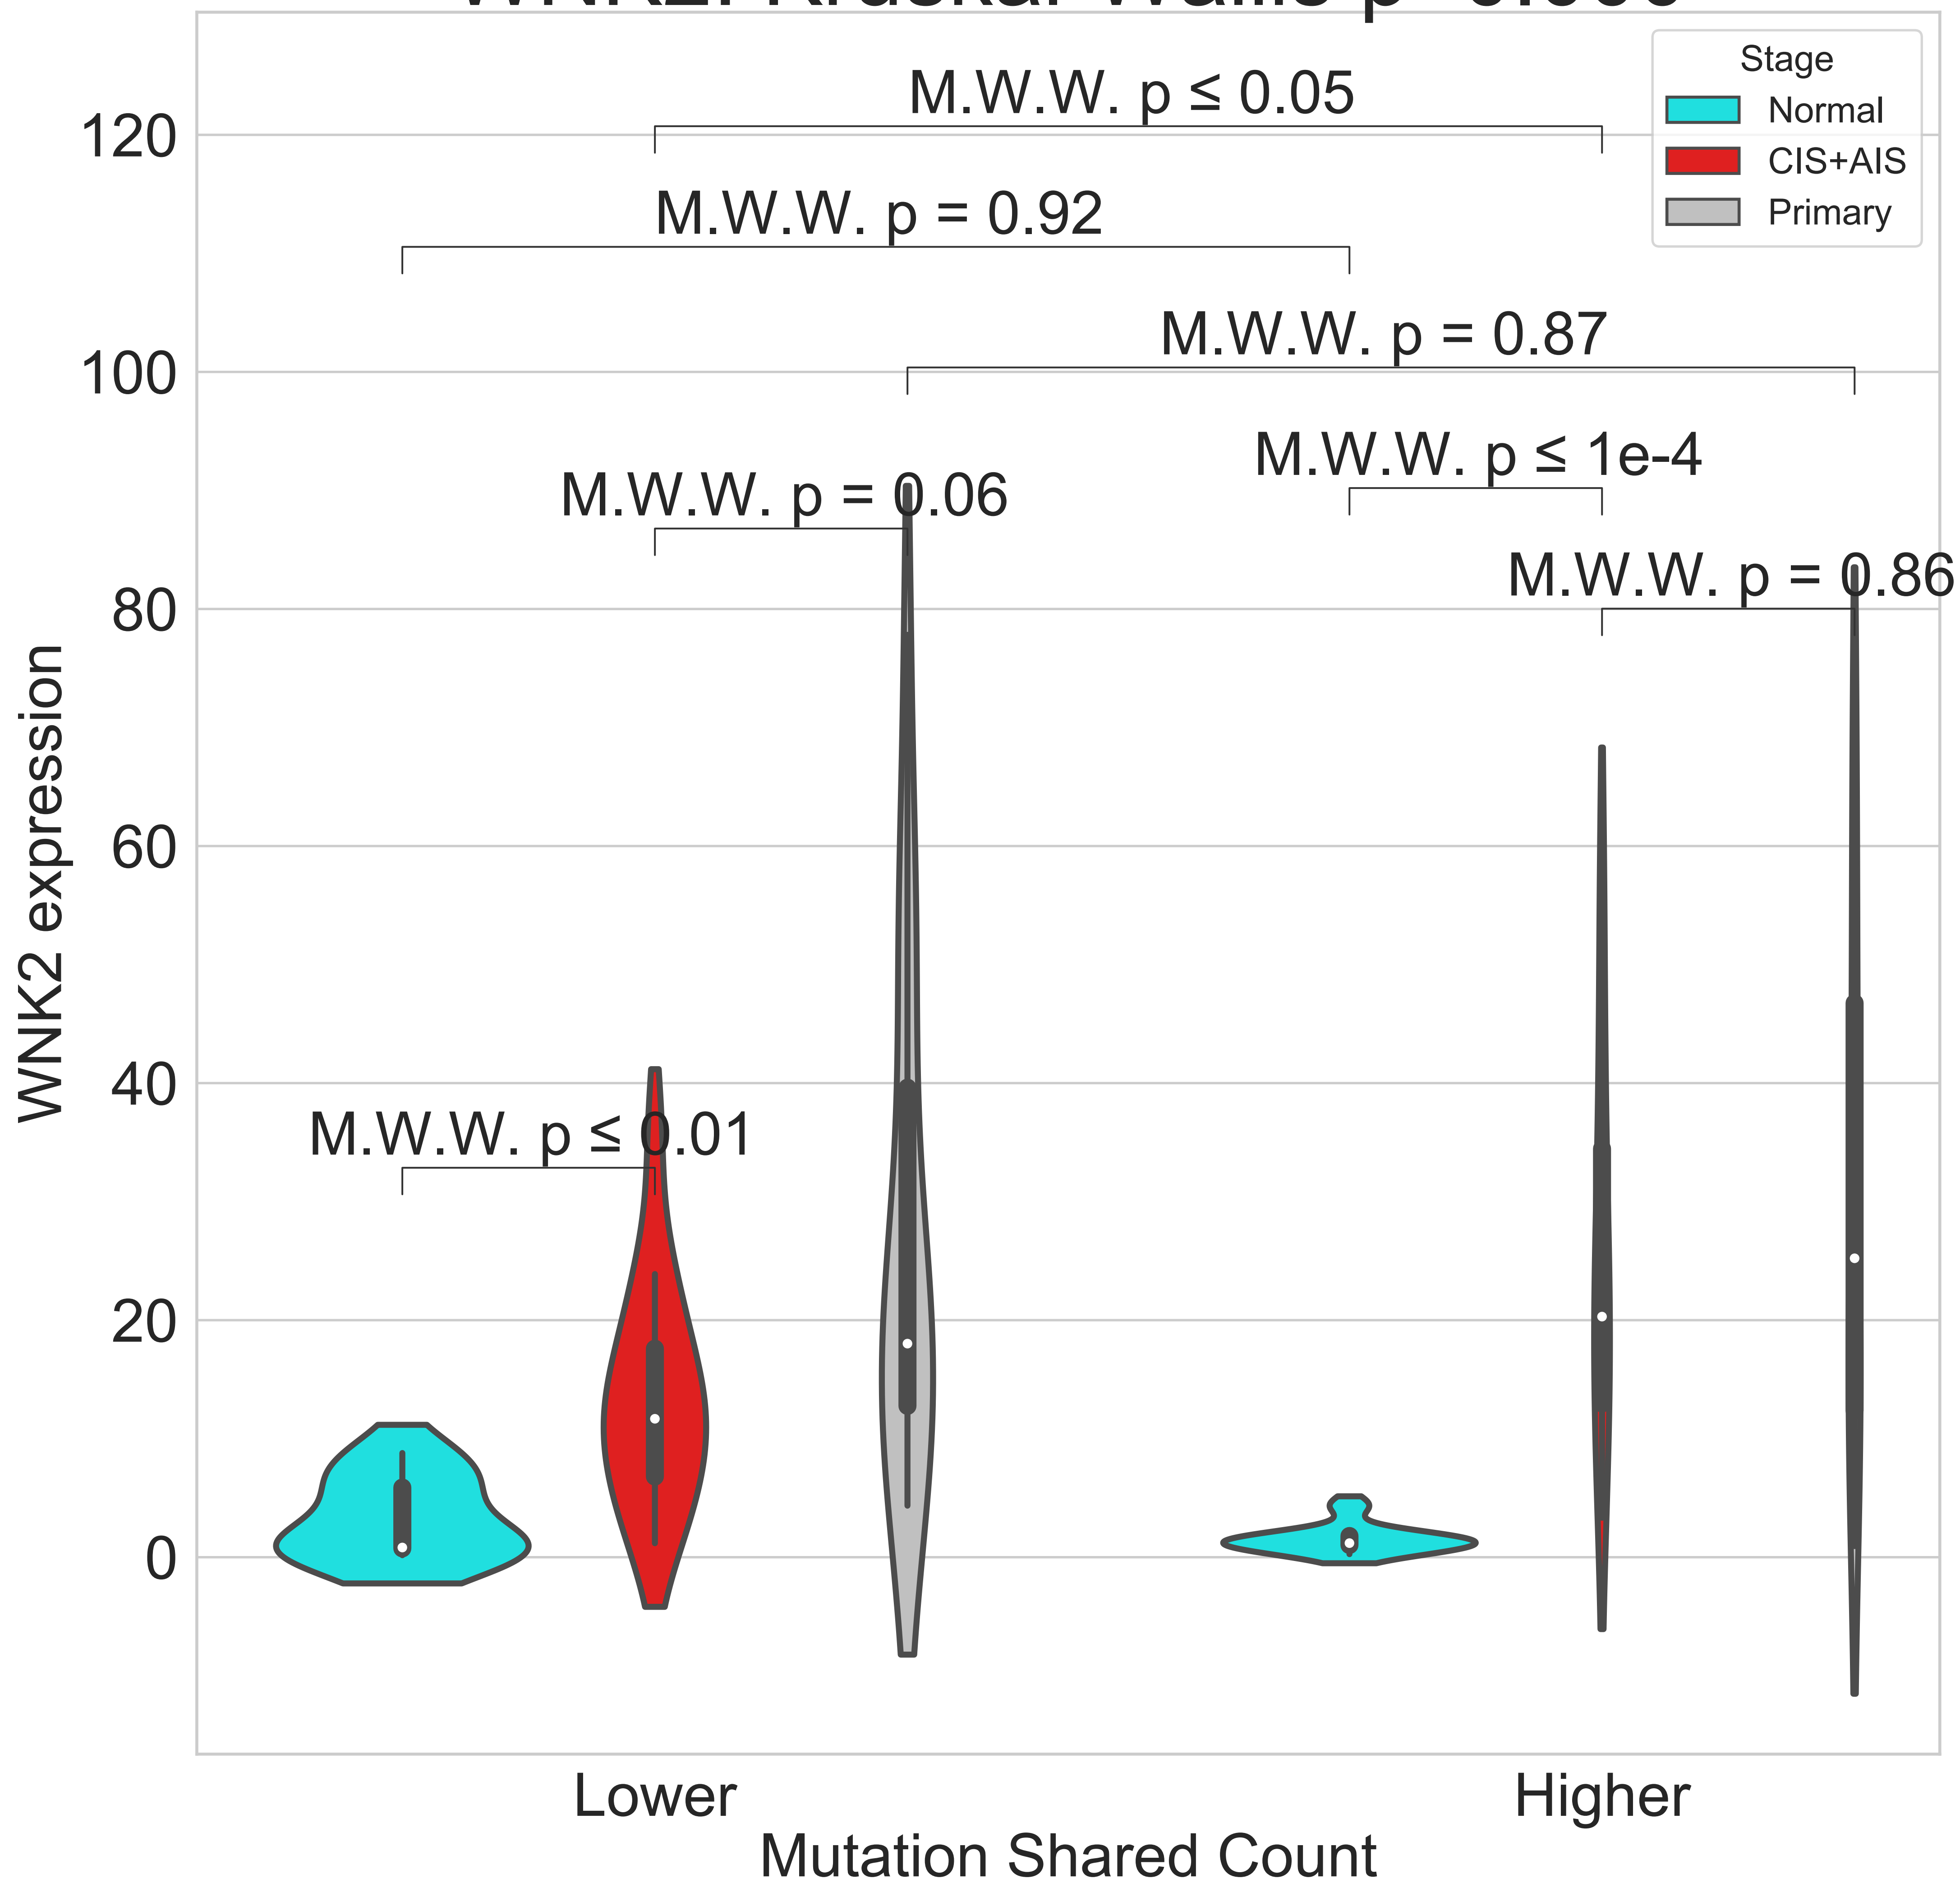 Stage
Normal
CIS+AIS
Primary
M.W.W. p ≤ 0.05
M.W.W. p = 0.92
M.W.W. p = 0.87
M.W.W. p ≤ 1e-4
M.W.W. p = 0.06
M.W.W. p = 0.86
M.W.W. p ≤ 0.01
120
100
80
60
40
20
0
WNK2 expression
Lower
Higher
Mutation Shared Count